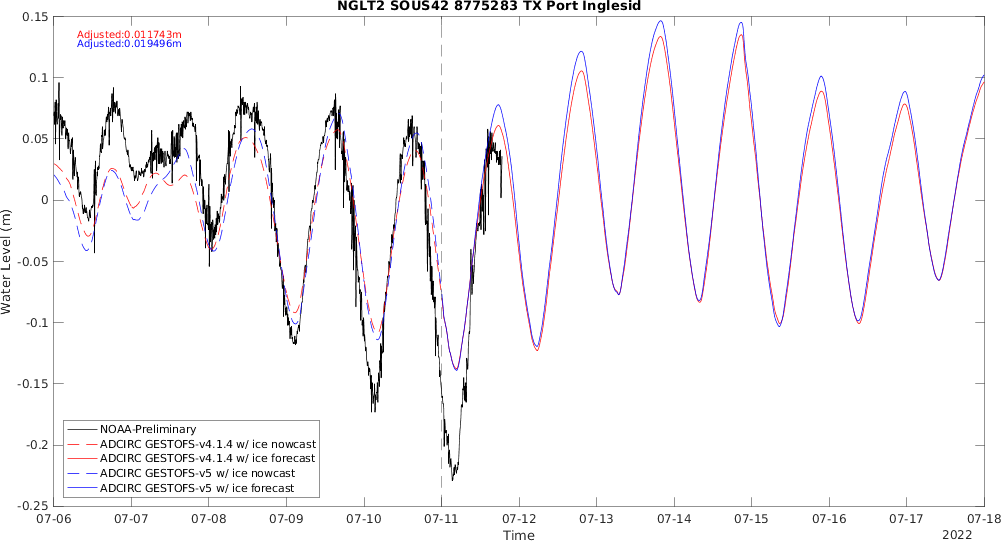 NGLT2 SOUS42 8775283 TX Port Inglesid
Adjusted:0.011743m
Adjusted:0.019496m
0.15
0.1
0.05
0
-0.05
-0.1
-0.15
-0.2
-0.25
Water Level (m)
NOAA-Preliminary
ADCIRC GESTOFS-v4.1.4 w/ ice nowcast
ADCIRC GESTOFS-v4.1.4 w/ ice forecast
ADCIRC GESTOFS-v5 w/ ice nowcast
ADCIRC GESTOFS-v5 w/ ice forecast
07-06 07-07 07-08 07-09 07-10 07-11 07-12 07-13 07-14 07-15 07-16 07-17 07-18
Time
2022